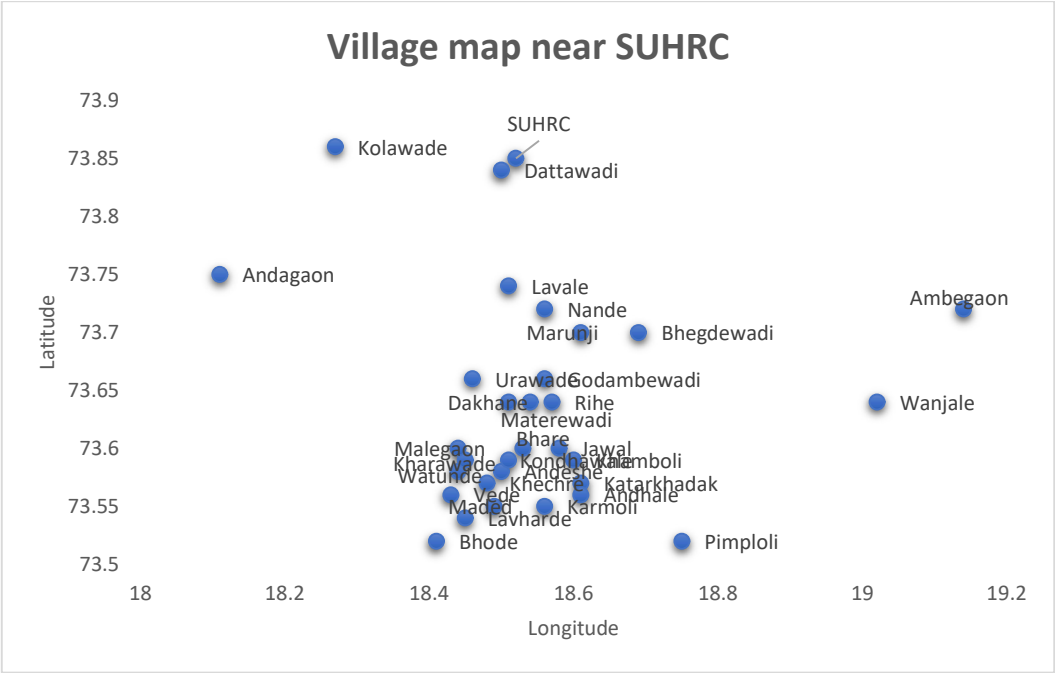 Village map near SUHRC
73.9
SUHRC
Kolawade
73.85
Dattawadi
73.8
73.75
Andagaon
Lavale
Ambegaon
Nande
73.7
Marunji
Bhegdewadi
Latitude
Urawade
Godambewadi
73.65
Dakhane
Rihe
Wanjale
Materewadi
Bhare
73.6
Malegaon
Jawal
Kharawade
Kondhawale
Khamboli
Watunde
Andeshe
Khechre
Katarkhadak
Vede
Andhale
73.55
Maded
Karmoli
Lavharde
Bhode
Pimploli
73.5
18
18.2
18.4
18.6
18.8
19
19.2
Longitude